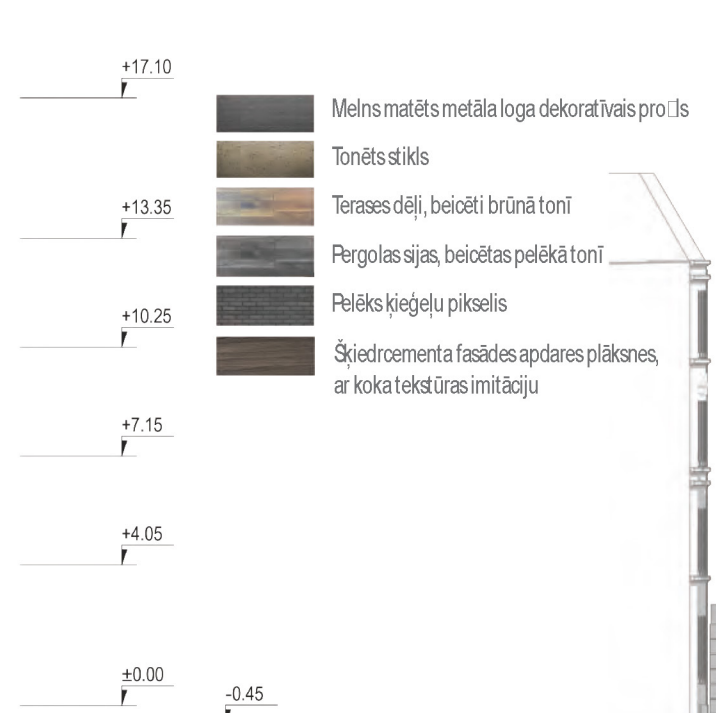 +17.10
Melns matēts metāla loga dekoratīvais pro□ls
Tonēts stikls
+13.35
Terases dēļi, beicēti brūnā tonī
Pergolas sijas, beicētas pelēkā tonī
+10.25
Pelēks ķieģeļu pikselis
Šķiedrcementa fasādes apdares plāksnes,
ar koka tekstūras imitāciju
+7.15
+4.05
±0.00
-0.45